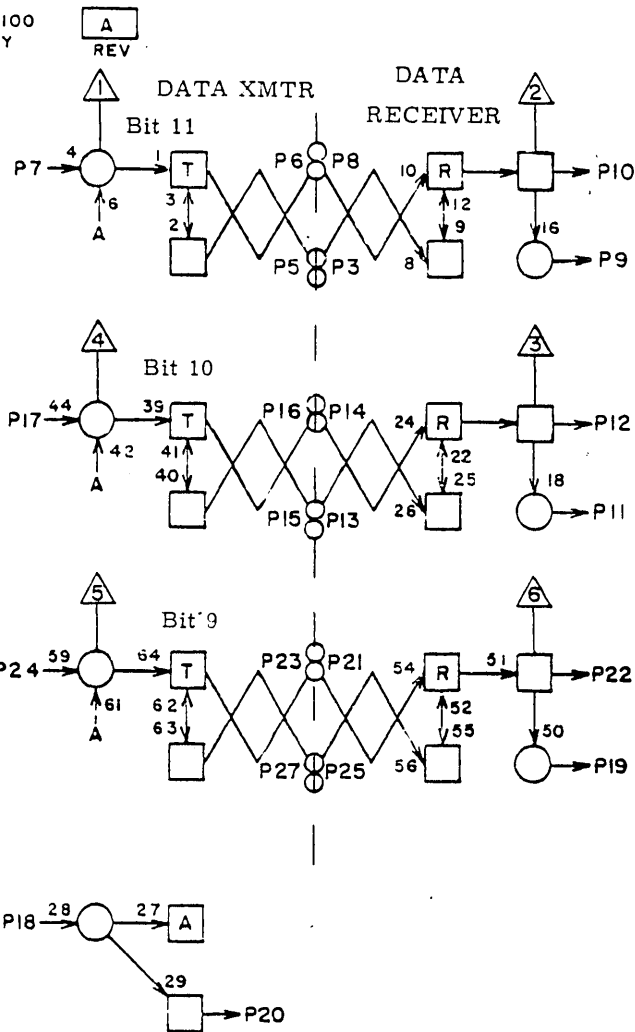 100
Y
A
REV
1
DATA XMTR
DATA
RECEIVER
2
Bit 11
P7
4
1
T
P6
P8
10
R
P10
6
3
12
A
2
9
16
P5
P3
8
P9
4
Bit 10
3
P17
44
39
T
P16
P14
24
R
P12
42
41
22
A
40
25
18
P15
P13
26
P11
5
Bit 9
6
P24
59
64
T
P23
P21
54
R
51
P22
61
62
52
A
63
55
50
P27
P25
56
P19
P18
28
27
A
29
P20